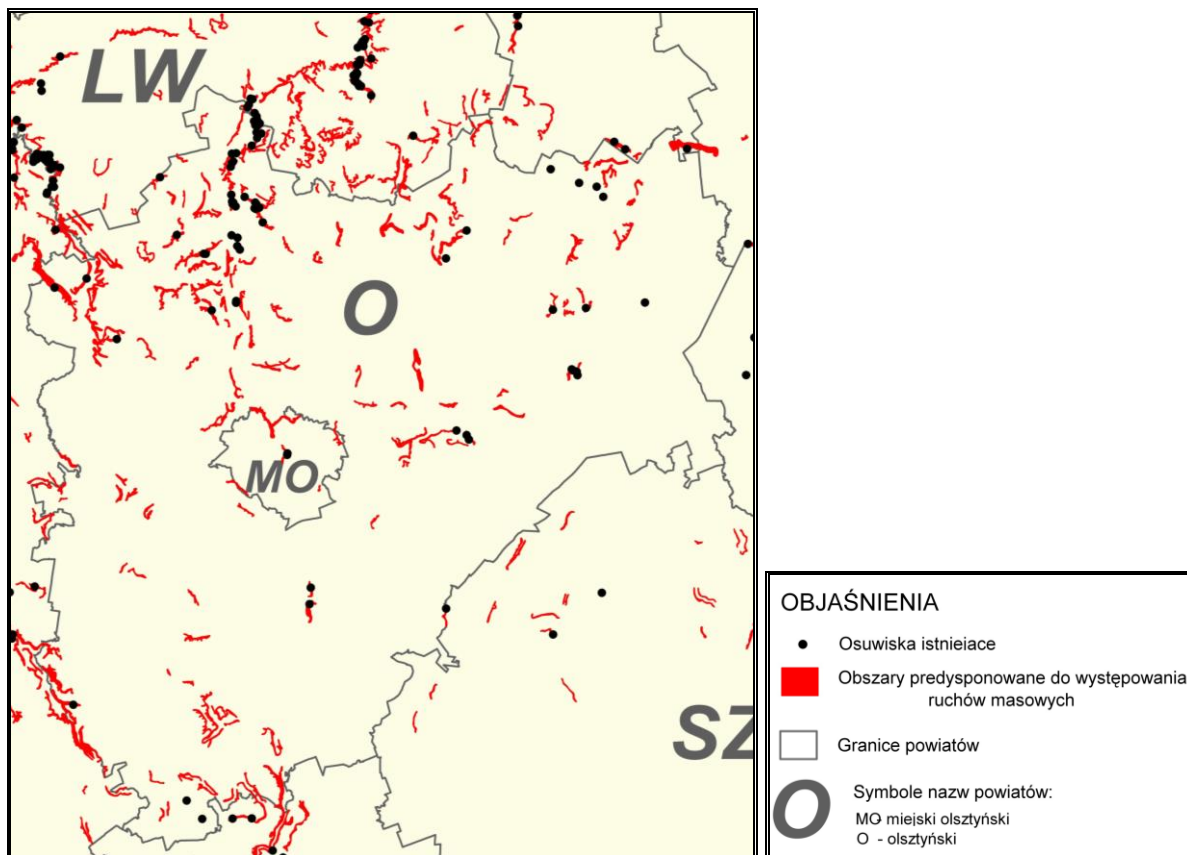 LW
O
MO
SZ
OBJAŚNIENIA
Osuwiska istnieiace
Obszary predysponowane do występowania
ruchów masowych
Granice powiatów
O
Symbole nazw powiatów:
MO miejski olsztyński
O - olsztyński